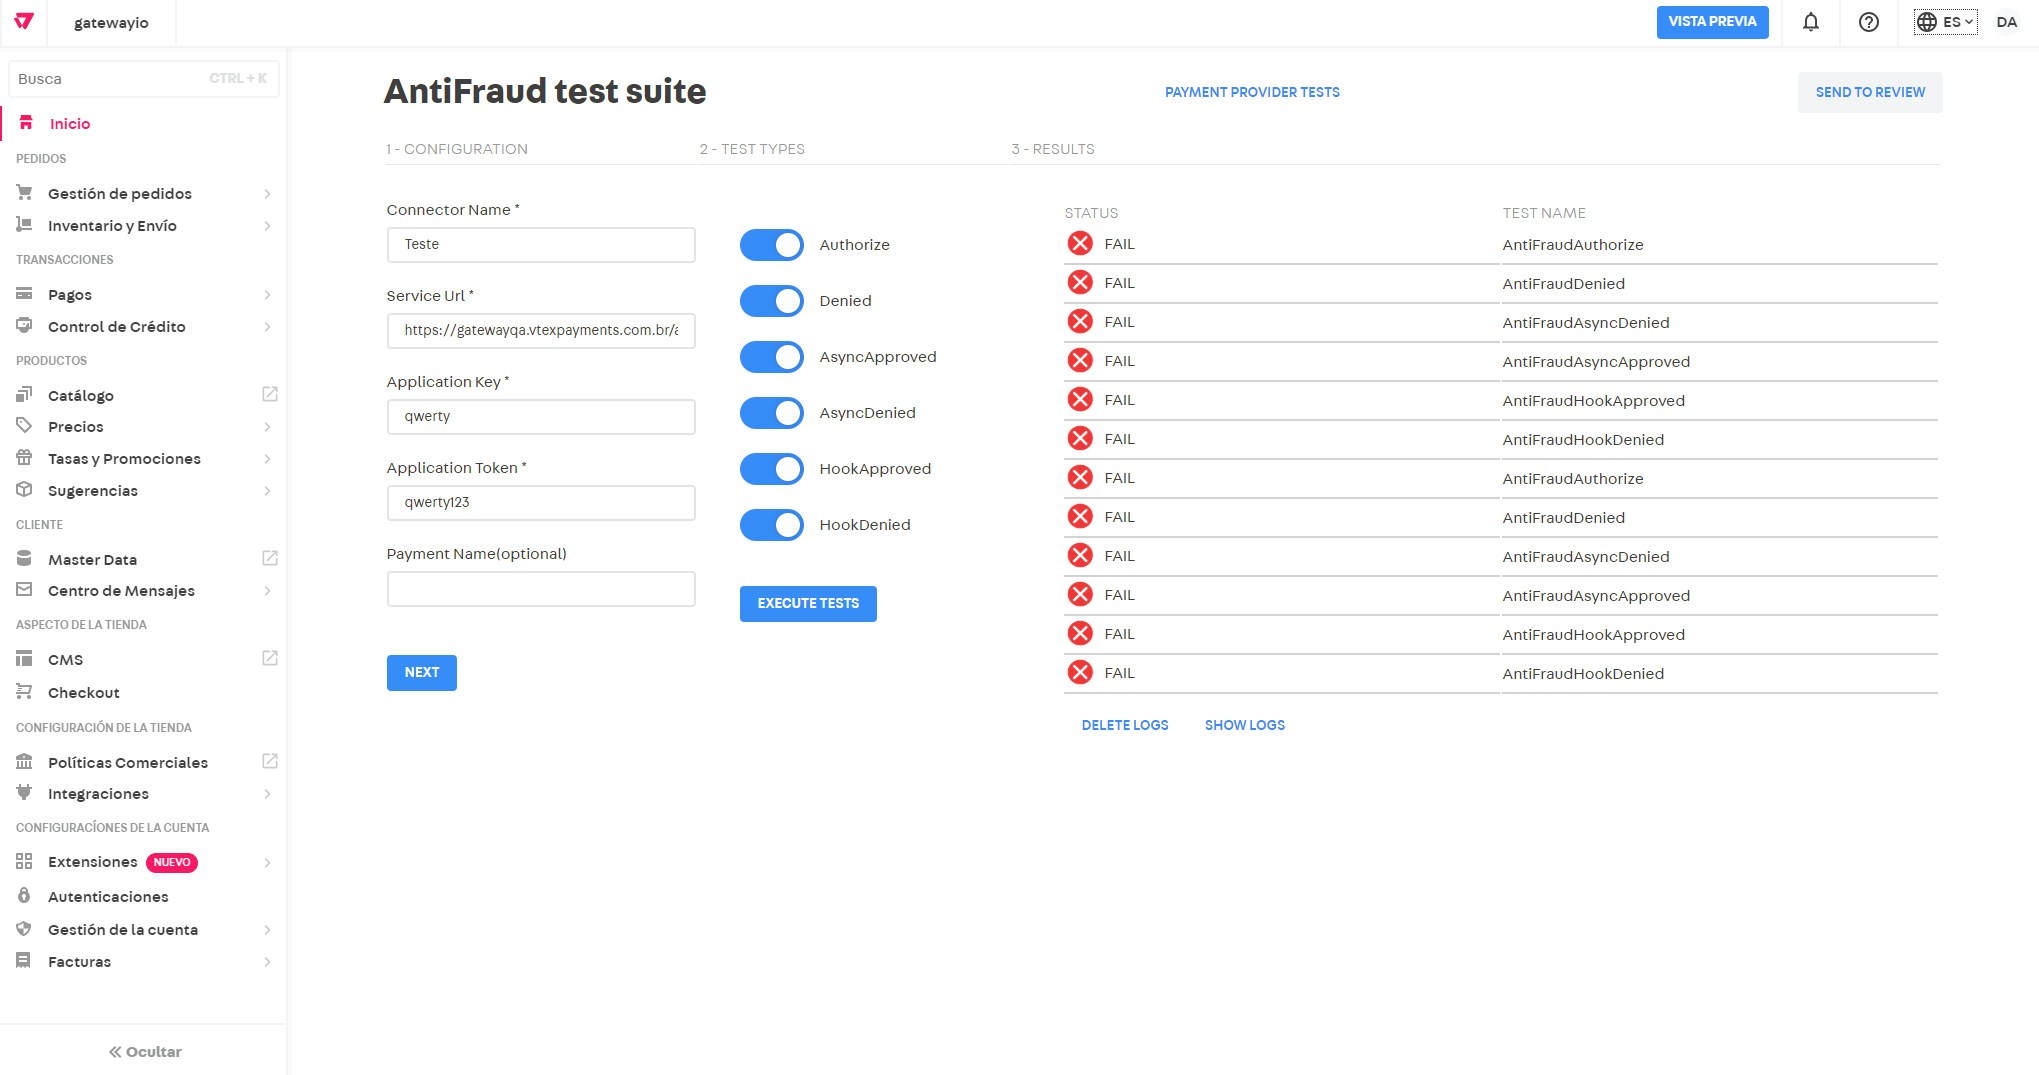 gatewayio
VISTA PREVIA
ES
DA
Busca
CTRL + K
Inicio
PEDIDOS
Gestión de pedidos
Inventario y Envío
TRANSACCIONES
Pagos
Control de Crédito
PRODUCTOS
Catálogo
Precios
Tasas y Promociones
Sugerencias
CLIENTE
Master Data
Centro de Mensajes
ASPECTO DE LA TIENDA
CMS
Checkout
CONFIGURACIÓN DE LA TIENDA
Políticas Comerciales
Integraciones
CONFIGURACÍONES DE LA CUENTA
Extensiones NUEVO
Autenticaciones
Gestión de la cuenta
Facturas
Ocultar
AntiFraud test suite
PAYMENT PROVIDER TESTS
SEND TO REVIEW
1 - CONFIGURATION
2 - TEST TYPES
3 - RESULTS
Connector Name *
Teste
Service Url *
https://gatewayqa.vtexpayments.com.br/a
Application Key *
qwerty
Application Token *
qwerty123
Payment Name(optional)
NEXT
Authorize
Denied
AsyncApproved
AsyncDenied
HookApproved
HookDenied
EXECUTE TESTS
STATUS TEST NAME
FAIL AntiFraudAuthorize
FAIL AntiFraudDenied
FAIL AntiFraudAsyncDenied
FAIL AntiFraudAsyncApproved
FAIL AntiFraudHookApproved
FAIL AntiFraudHookDenied
FAIL AntiFraudAuthorize
FAIL AntiFraudDenied
FAIL AntiFraudAsyncDenied
FAIL AntiFraudAsyncApproved
FAIL AntiFraudHookApproved
FAIL AntiFraudHookDenied
DELETE LOGS
SHOW LOGS